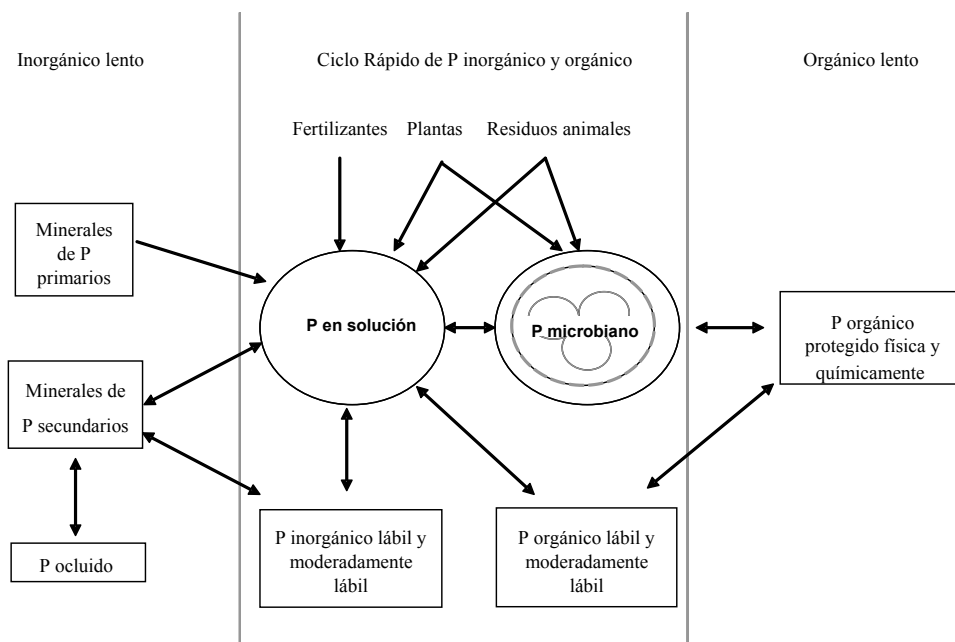 Inorgánico lento
Ciclo Rápido de P inorgánico y orgánico
Orgánico lento
Fertilizantes
Plantas
Residuos animales
Minerales
de P
primarios
P en solución
P microbiano
P orgánico
protegido física y
químicamente
Minerales de
P secundarios
P inorgánico lábil y
moderadamente
lábil
P orgánico lábil y
moderadamente
lábil
P ocluido